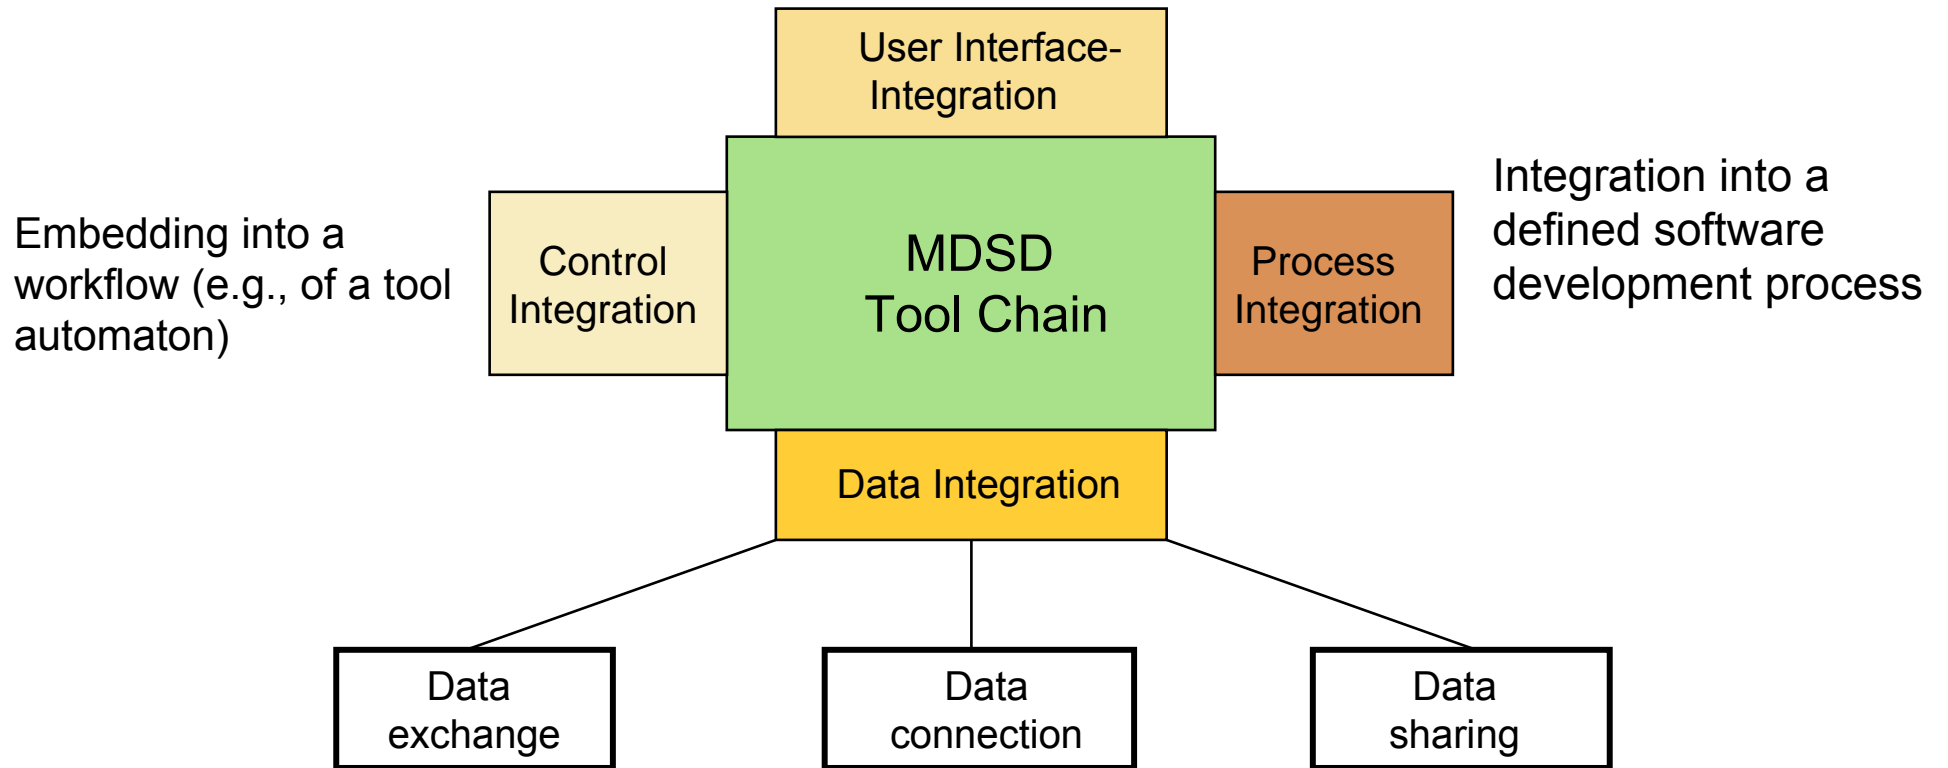 User Interface-
Integration
Embedding into a
workflow (e.g., of a tool
automaton)
Control
Integration
MDSD
Tool Chain
Process
Integration
Integration into a
defined software
development process
Data Integration
Data
exchange
Data
connection
Data
sharing